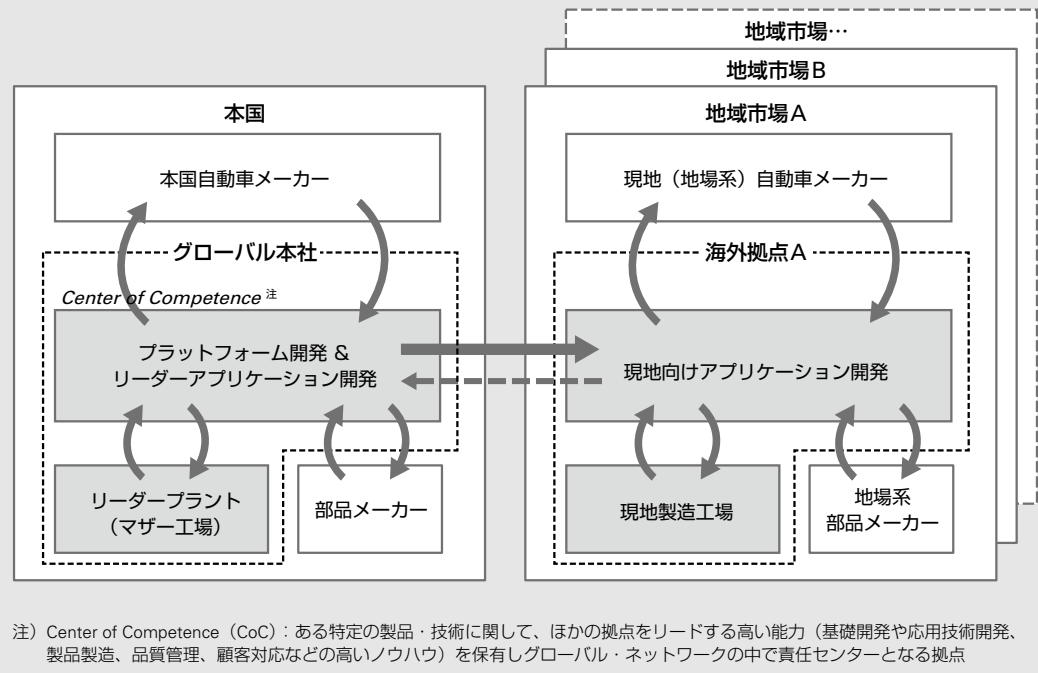 地域市場…
地域市場B
本国
地域市場A
本国自動車メーカー
現地（地場系）自動車メーカー
グローバル本社
海外拠点A
Center of Competence 注
プラットフォーム開発 &
リーダーアプリケーション開発
現地向けアプリケーション開発
リーダープラント
（マザー工場）
部品メーカー
現地製造工場
地場系
部品メーカー
注）Center of Competence（CoC）：ある特定の製品・技術に関して、ほかの拠点をリードする高い能力（基礎開発や応用技術開発、
製品製造、品質管理、顧客対応などの高いノウハウ）を保有しグローバル・ネットワークの中で責任センターとなる拠点